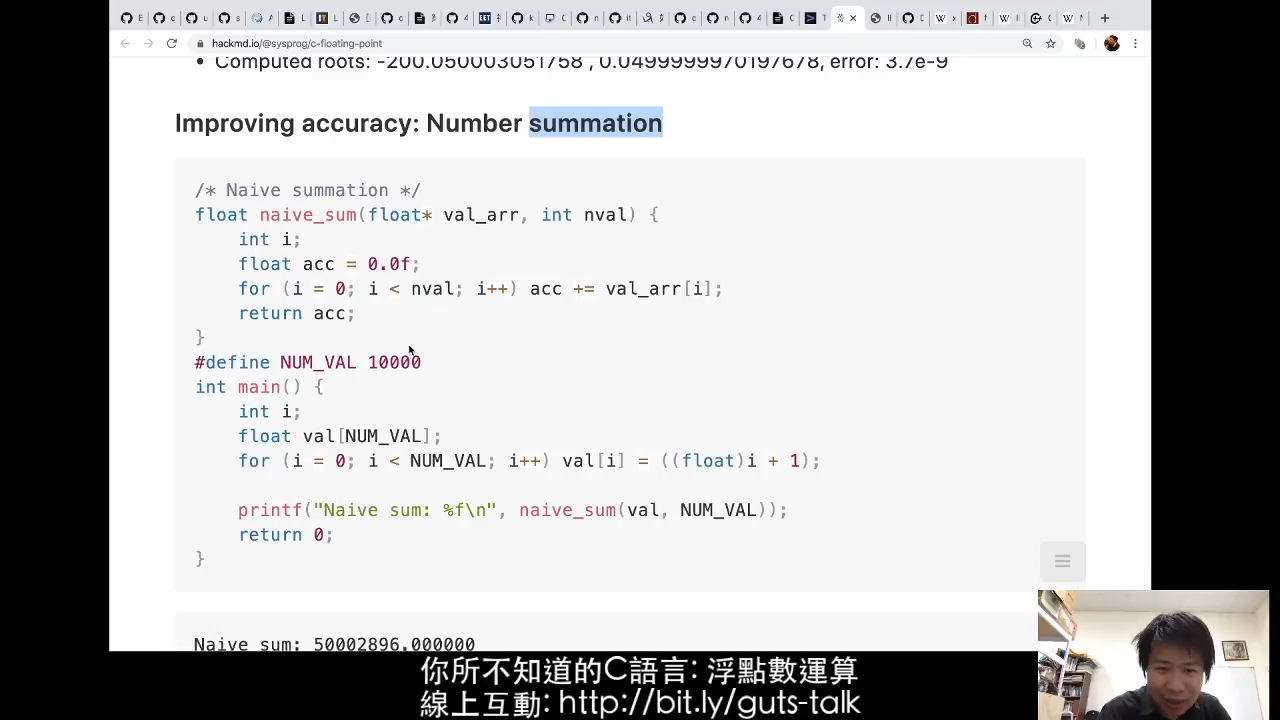 hackmd.io/@sysprog/c-floating-point
Computed roots: -200.050003051758 , 0.0499999970197678, error: 3.7e-9
Improving accuracy: Number summation
/* Naive summation */
float naive_sum(float* val_arr, int nval) {
int i;
float acc = 0.0f;
for (i = 0; i < nval; i++) acc += val_arr[i];
return acc;
}
#define NUM_VAL 10000
int main() {
int i;
float val[NUM_VAL];
for (i = 0; i < NUM_VAL; i++) val[i] = ((float)i + 1);
printf("Naive sum: %f\n", naive_sum(val, NUM_VAL));
return 0;
}
Naive sum: 50002896.000000
你所不知道的C語言: 浮點數運算
線上互動: http://bit.ly/guts-talk